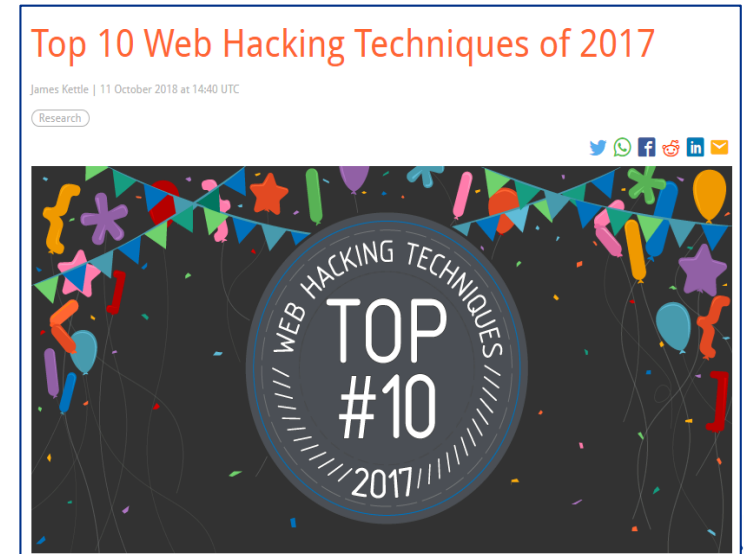 Top 10 Web Hacking Techniques of 2017
James Kettle | 11 October 2018 at 14:40 UTC
Research
WEB HACKING TECHNIQUES
TOP
#10
2017